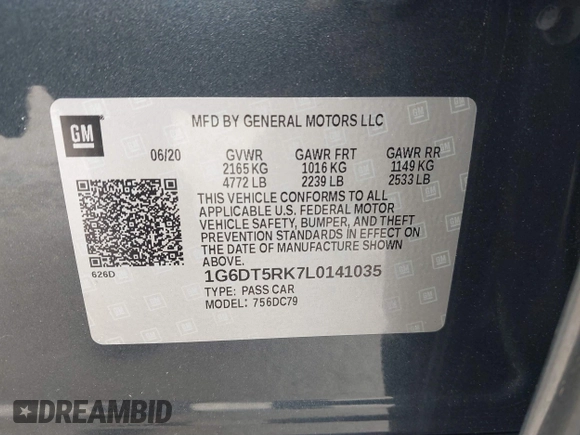 GM
MFD BY GENERAL MOTORS LLC
06/20 GVWR GAWR FRT GAWR RR
2165 KG 1016 KG 1149 KG
4772 LB 2239 LB 2533 LB
THIS VEHICLE CONFORMS TO ALL
APPLICABLE U.S. FEDERAL MOTOR
VEHICLE SAFETY, BUMPER, AND THEFT
PREVENTION STANDARDS IN EFFECT ON
THE DATE OF MANUFACTURE SHOWN
ABOVE.
626D
1G6DT5RK7L0141035
TYPE: PASS CAR
MODEL: 756DC79
DREAMBID